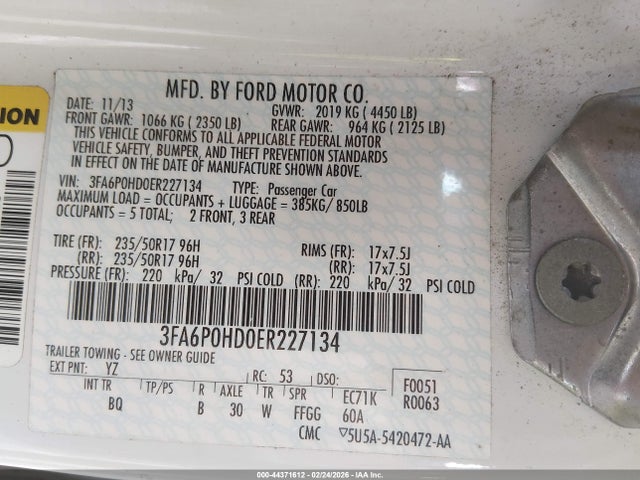 ION
MFD. BY FORD MOTOR CO.
DATE: 11/13 GVWR: 2019 KG ( 4450 LB)
FRONT GAWR: 1066 KG ( 2350 LB) REAR GAWR: 964 KG ( 2125 LB)
THIS VEHICLE CONFORMS TO ALL APPLICABLE FEDERAL MOTOR
VEHICLE SAFETY, BUMPER, AND THEFT PREVENTION STANDARDS
IN EFFECT ON THE DATE OF MANUFACTURE SHOWN ABOVE.
VIN: 3FA6P0HD0ER227134 TYPE: Passenger Car
MAXIMUM LOAD = OCCUPANTS + LUGGAGE = 385KG/ 850LB
OCCUPANTS = 5 TOTAL; 2 FRONT, 3 REAR
TIRE (FR): 235/50R17 96H RIMS (FR): 17x7.5J
(RR): 235/50R17 96H (RR): 17x7.5J
PRESSURE (FR): 220 kPa/ 32 PSI COLD (RR): 220 kPa/ 32 PSI COLD
3FA6P0HD0ER227134
TRAILER TOWING - SEE OWNER GUIDE
EXT PNT: YZ RC: 53 DSO: F0051
INT TR TP/PS R AXLE TR SPR EC71K R0063
BQ B 30 W FFGG 60A
CMC ▽5U5A-5420472-AA
000-44371612 - 02/24/2026 - COPYRIGHT IAA, LLC